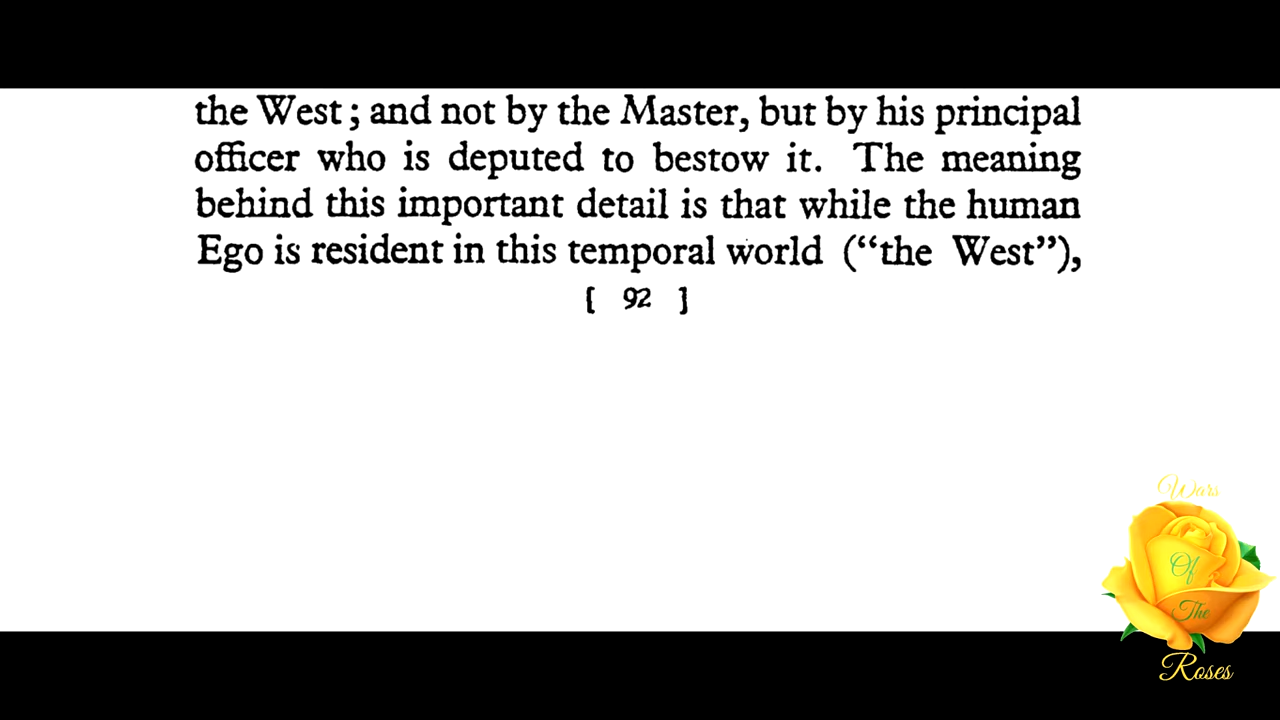 the West; and not by the Master, but by his principal
officer who is deputed to bestow it. The meaning
behind this important detail is that while the human
Ego is resident in this temporal world (“the West”),
[ 92 ]
Wars
Of
The
Roses